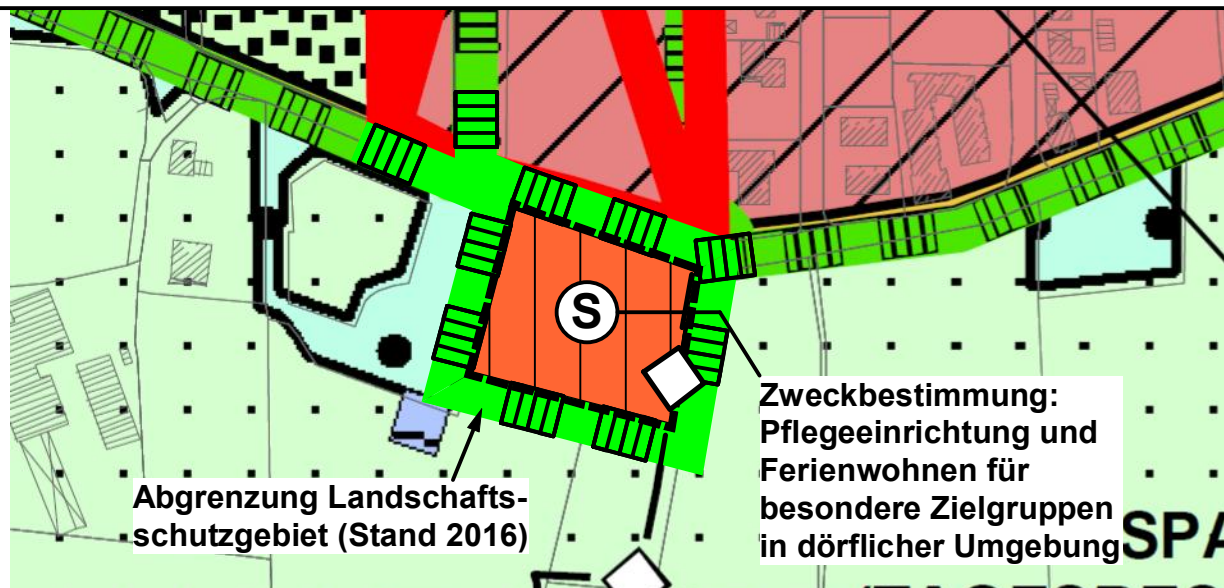 S
Zweckbestimmung:
Pflegeeinrichtung und
Ferienwohnen für
besondere Zielgruppen
in dörflicher Umgebung
Abgrenzung Landschafts-
schutzgebiet (Stand 2016)
SPA